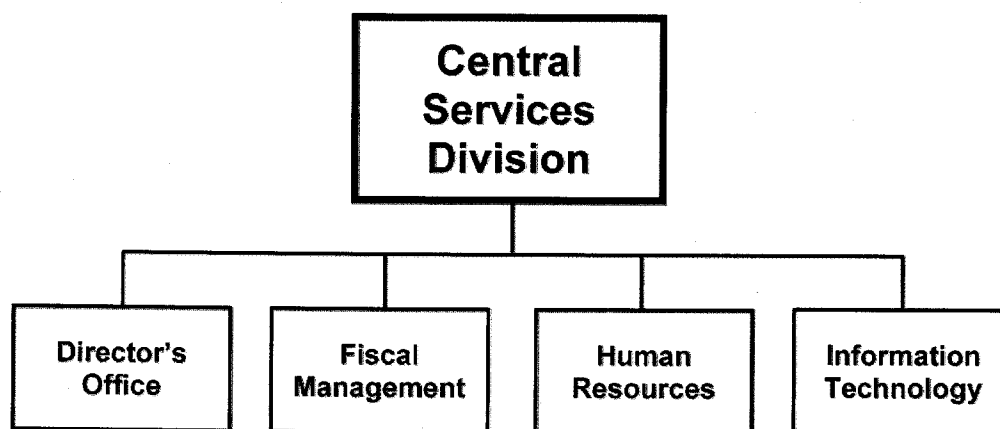 Central
Services
Division
Director's
Office
Fiscal
Management
Human
Resources
Information
Technology